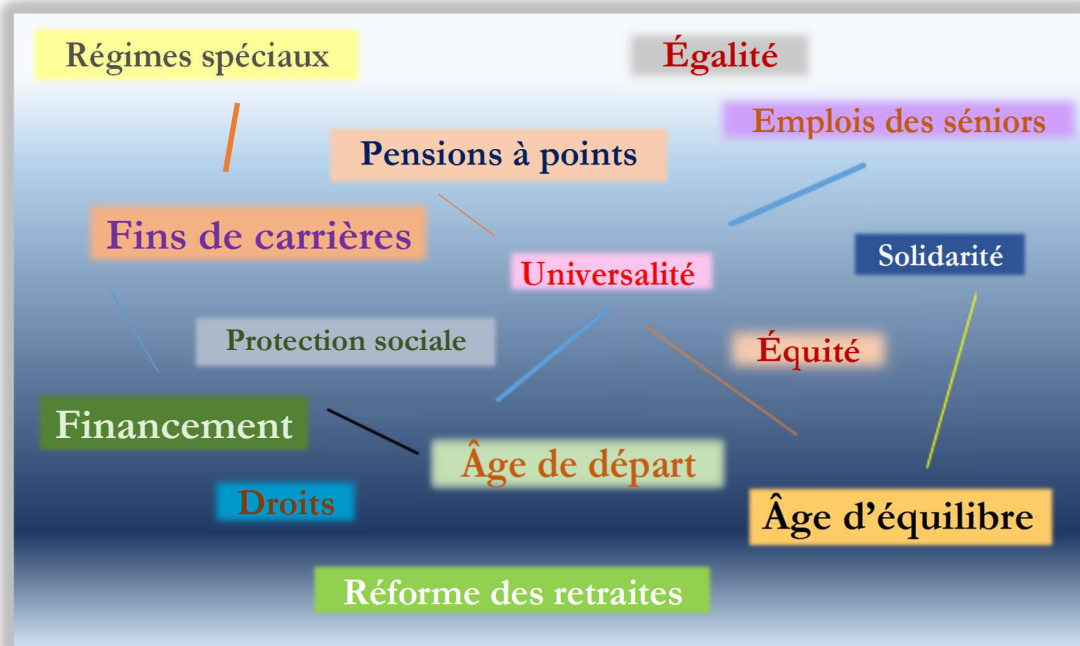 Régimes spéciaux
Égalité
Emplois des séniors
Pensions à points
Fins de carrières
Solidarité
Universalité
Protection sociale
Équité
Financement
Âge de départ
Droits
Âge d’équilibre
Réforme des retraites